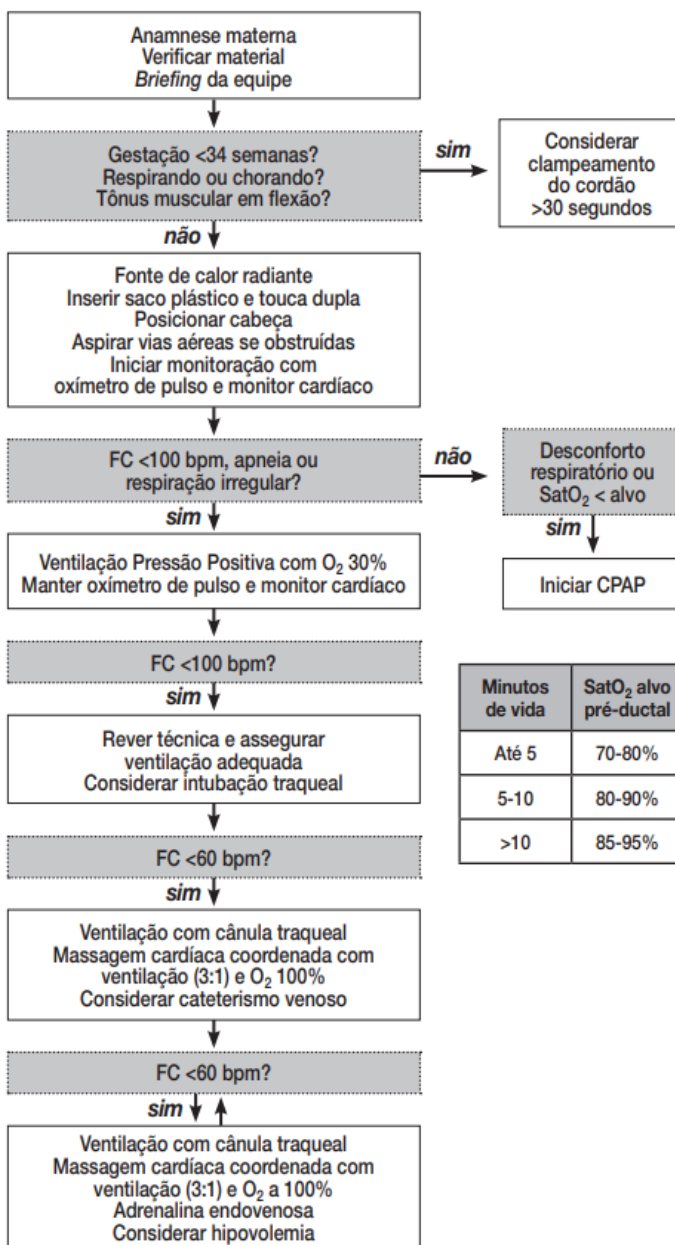 Anamnese materna
Verificar material
Briefing da equipe
Gestação <34 semanas?
Respirando ou chorando?
Tônus muscular em flexão?
sim
Considerar
clampeamento
do cordão
>30 segundos
não
Fonte de calor radiante
Inserir saco plástico e touca dupla
Posicionar cabeça
Aspirar vias aéreas se obstruídas
Iniciar monitoração com
oxímetro de pulso e monitor cardíaco
FC <100 bpm, apneia ou
respiração irregular?
não
Desconforto
respiratório ou
SatO₂ < alvo
sim
sim
Ventilação Pressão Positiva com O₂ 30%
Manter oxímetro de pulso e monitor cardíaco
Iniciar CPAP
FC <100 bpm?
sim
Rever técnica e assegurar
ventilação adequada
Considerar intubação traqueal
Minutos
de vida
SatO₂ alvo
pré-ductal
Até 5
70-80%
5-10
80-90%
>10
85-95%
FC <60 bpm?
sim
Ventilação com cânula traqueal
Massagem cardíaca coordenada com
ventilação (3:1) e O₂ 100%
Considerar cateterismo venoso
FC <60 bpm?
sim
Ventilação com cânula traqueal
Massagem cardíaca coordenada com
ventilação (3:1) e O₂ a 100%
Adrenalina endovenosa
Considerar hipovolemia